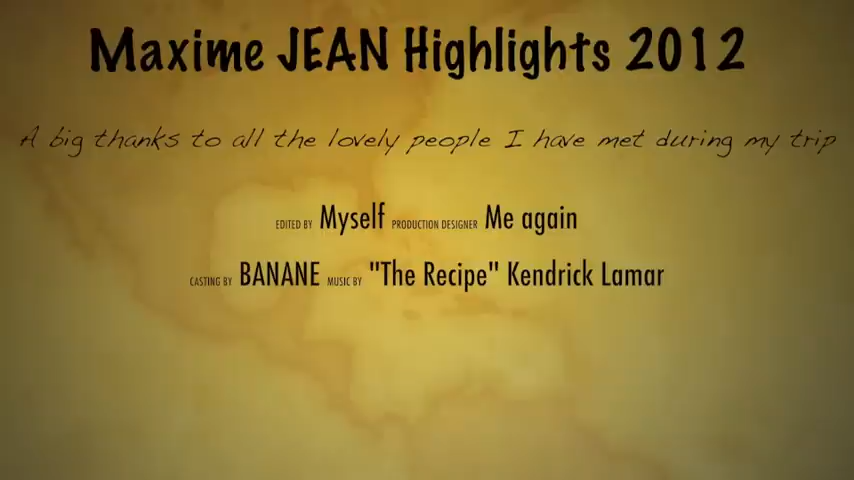 Maxime JEAN Highlights 2012
A big thanks to all the lovely people I have met during my trip
EDITED BY Myself PRODUCTION DESIGNER Me again
CASTING BY BANANE MUSIC BY "The Recipe" Kendrick Lamar